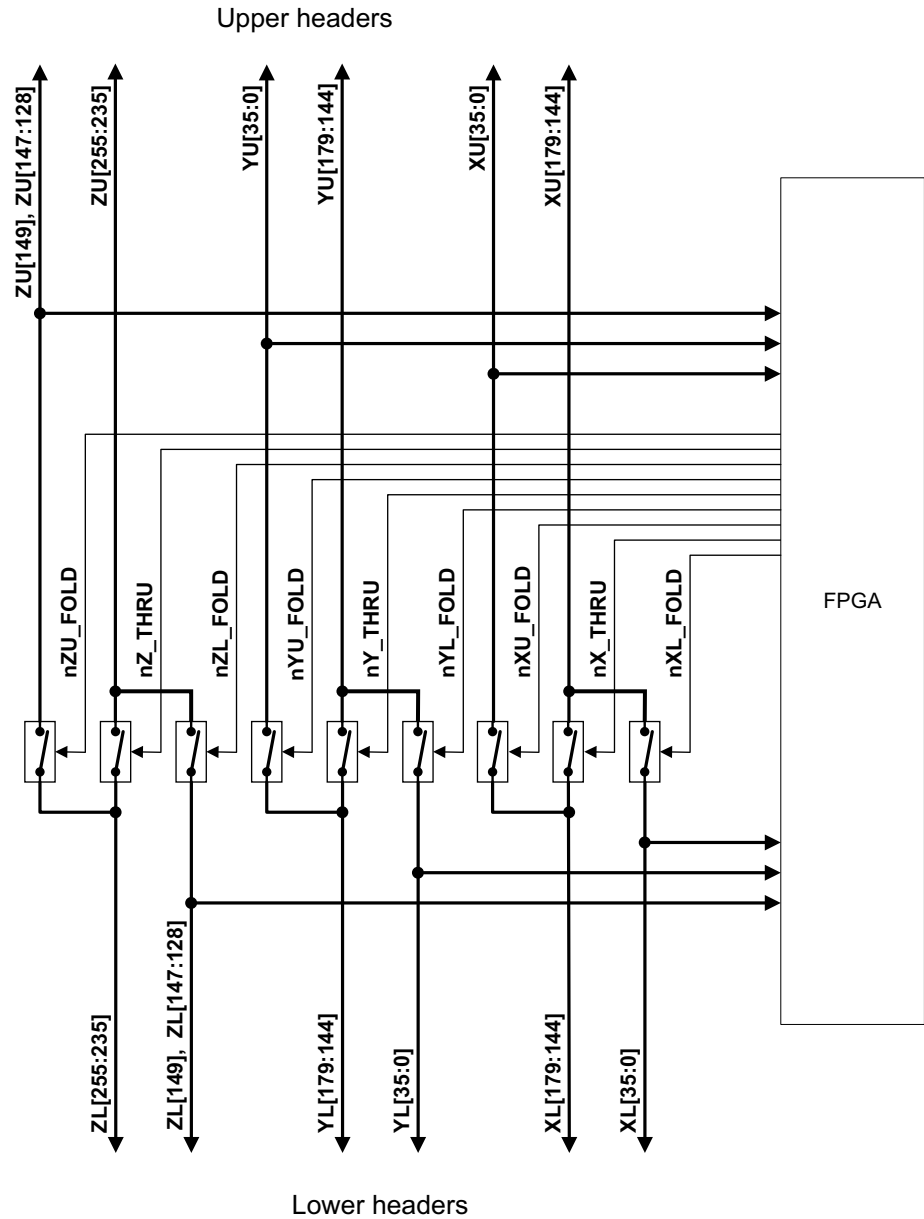 Upper headers
ZU[149], ZU[147:128]
ZU[255:235]
YU[35:0]
YU[179:144]
XU[35:0]
XU[179:144]
nZU_FOLD
nZ_THRU
nZL_FOLD
nYU_FOLD
nY_THRU
nYL_FOLD
nXU_FOLD
nX_THRU
nXL_FOLD
FPGA
ZL[255:235]
ZL[149], ZL[147:128]
YL[179:144]
YL[35:0]
XL[179:144]
XL[35:0]
Lower headers